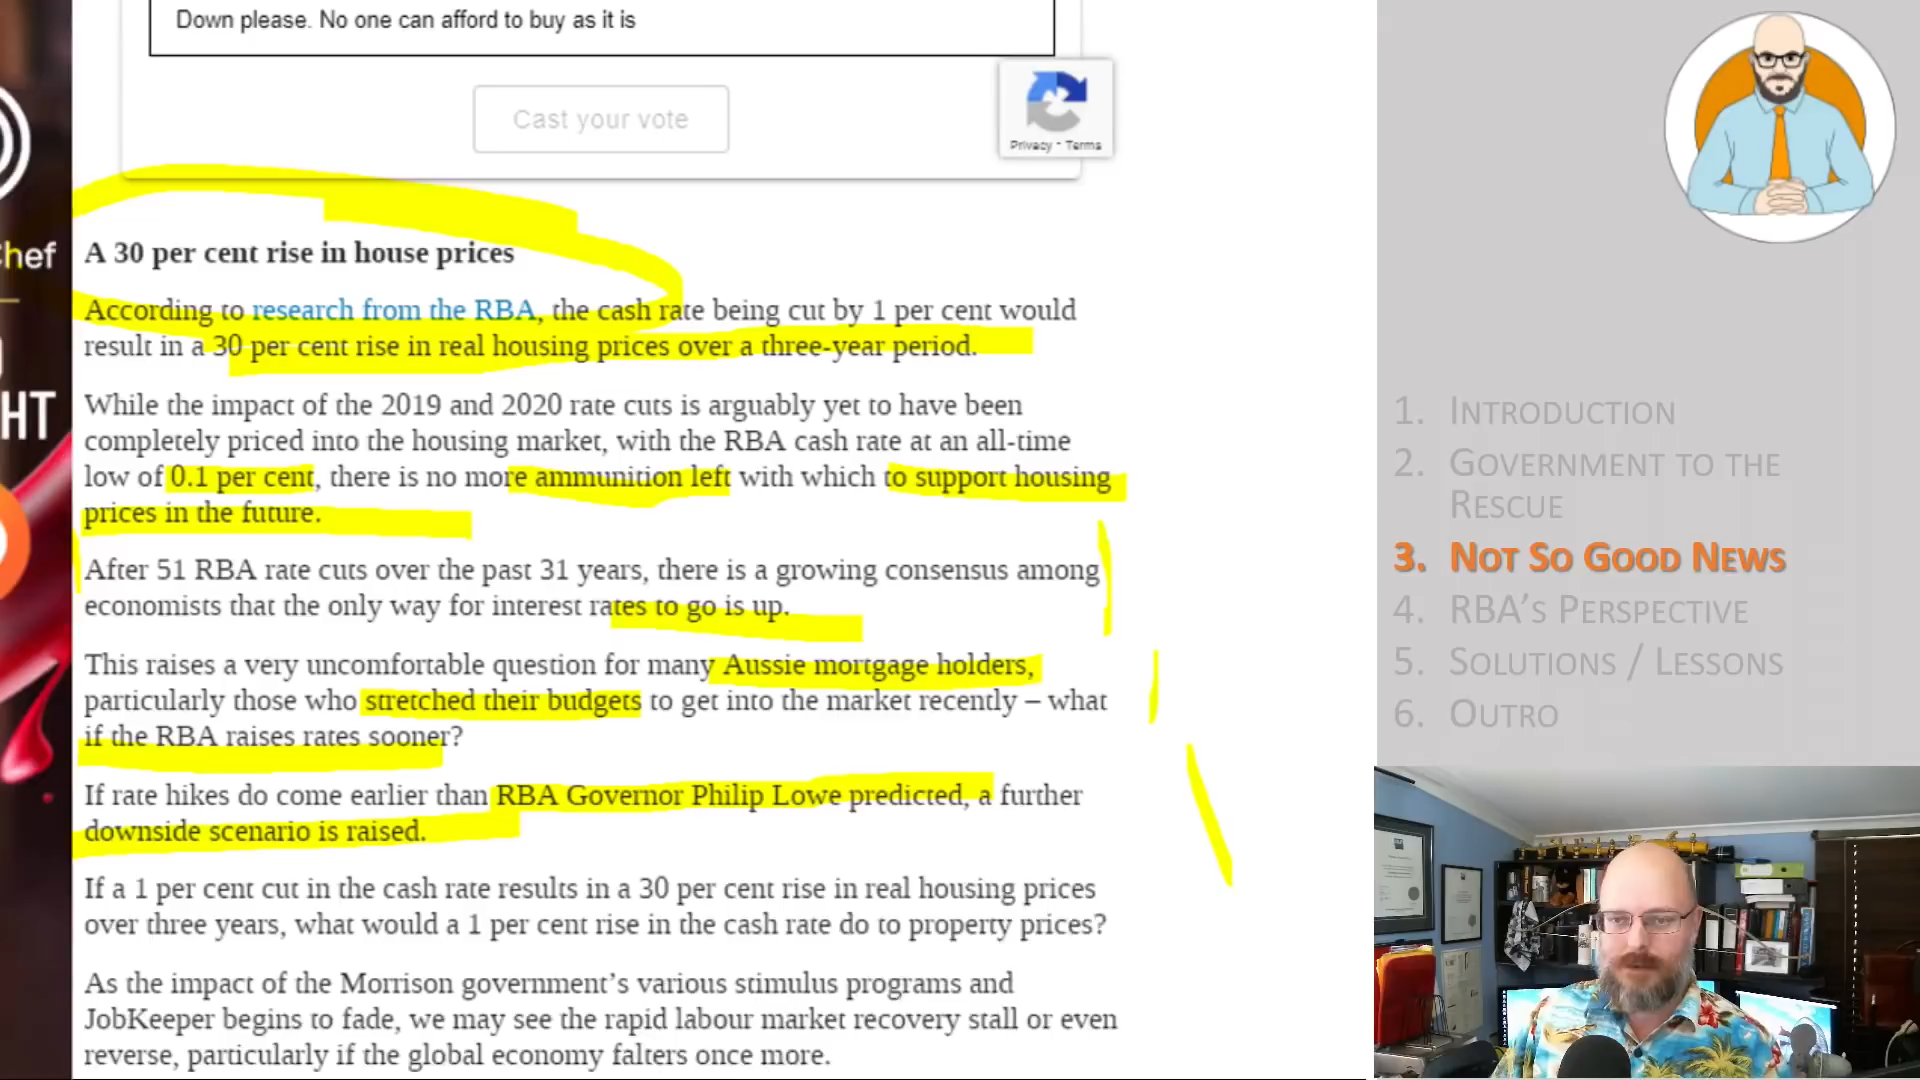 Down please. No one can afford to buy as it is
Cast your vote
Privacy - Terms
Chef
HT
A 30 per cent rise in house prices
According to research from the RBA, the cash rate being cut by 1 per cent would
result in a 30 per cent rise in real housing prices over a three-year period.
While the impact of the 2019 and 2020 rate cuts is arguably yet to have been
completely priced into the housing market, with the RBA cash rate at an all-time
low of 0.1 per cent, there is no more ammunition left with which to support housing
prices in the future.
After 51 RBA rate cuts over the past 31 years, there is a growing consensus among
economists that the only way for interest rates to go is up.
This raises a very uncomfortable question for many Aussie mortgage holders,
particularly those who stretched their budgets to get into the market recently – what
if the RBA raises rates sooner?
If rate hikes do come earlier than RBA Governor Philip Lowe predicted, a further
downside scenario is raised.
If a 1 per cent cut in the cash rate results in a 30 per cent rise in real housing prices
over three years, what would a 1 per cent rise in the cash rate do to property prices?
As the impact of the Morrison government's various stimulus programs and
JobKeeper begins to fade, we may see the rapid labour market recovery stall or even
reverse, particularly if the global economy falters once more.
1. Introduction
2. Government to the
Rescue
3. Not So Good News
4. RBA's Perspective
5. Solutions / Lessons
6. Outro